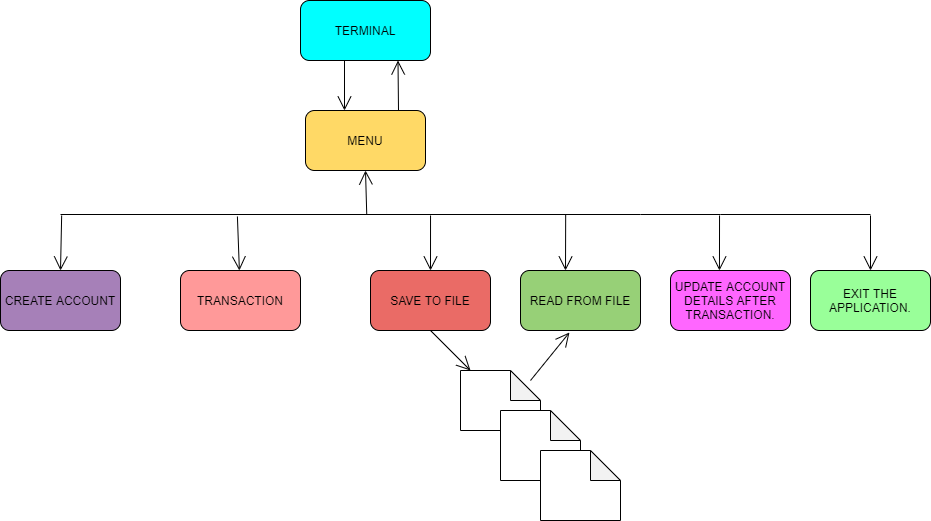 TERMINAL
MENU
CREATE ACCOUNT
TRANSACTION
SAVE TO FILE
READ FROM FILE
UPDATE ACCOUNT
DETAILS AFTER
TRANSACTION.
EXIT THE
APPLICATION.